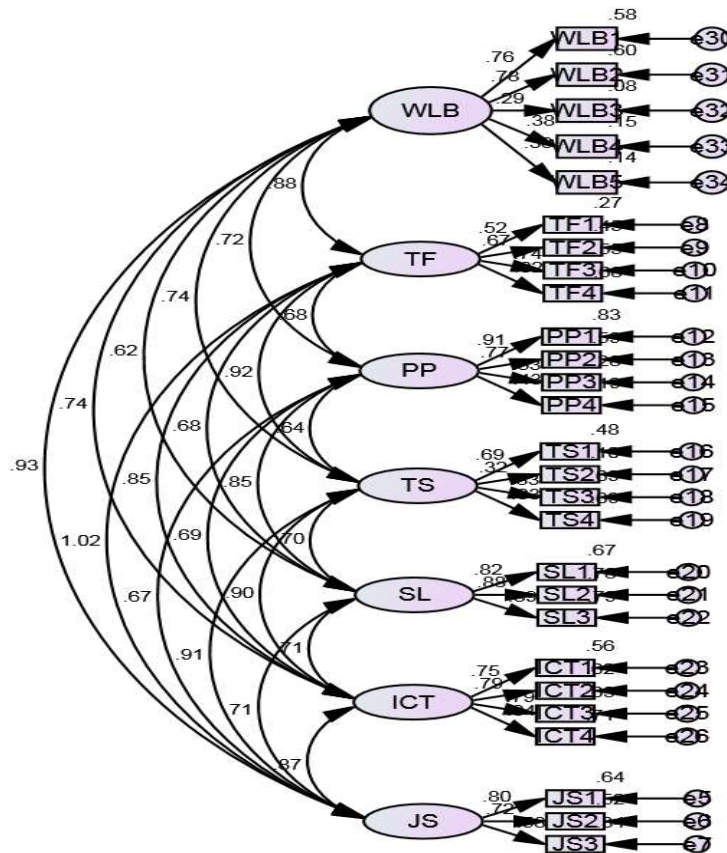 .58
.76 WLB1 e30
.60
.78 WLB2
.08
WLB .29 WLB3
.15
.38 WLB4 e33
.14
WLB5 e34
.88
.27
.52 TF1 e8
.72 .67 TF2 e9
TF TF3 e10
TF4 e11
.74 .68
.83
.91 PP1 e12
.62 .77 PP2 e13
.92 PP PP3 e14
PP4 e15
.74 .68
.64
.48
.69 TS1 e16
.93 .85 .85 .32 TS2 e17
TS TS3 e18
TS4 e19
1.02 .69 .70
.67
.82 SL1 e20
.67 .90 SL .88 SL2 e21
SL3 e22
.91 .71
.56
.75 ICT1 e23
.71 .79 ICT2 e24
ICT ICT3 e25
ICT4 e26
.87
.64
.80 JS1 e5
.72 JS2 e6
JS JS3 e7